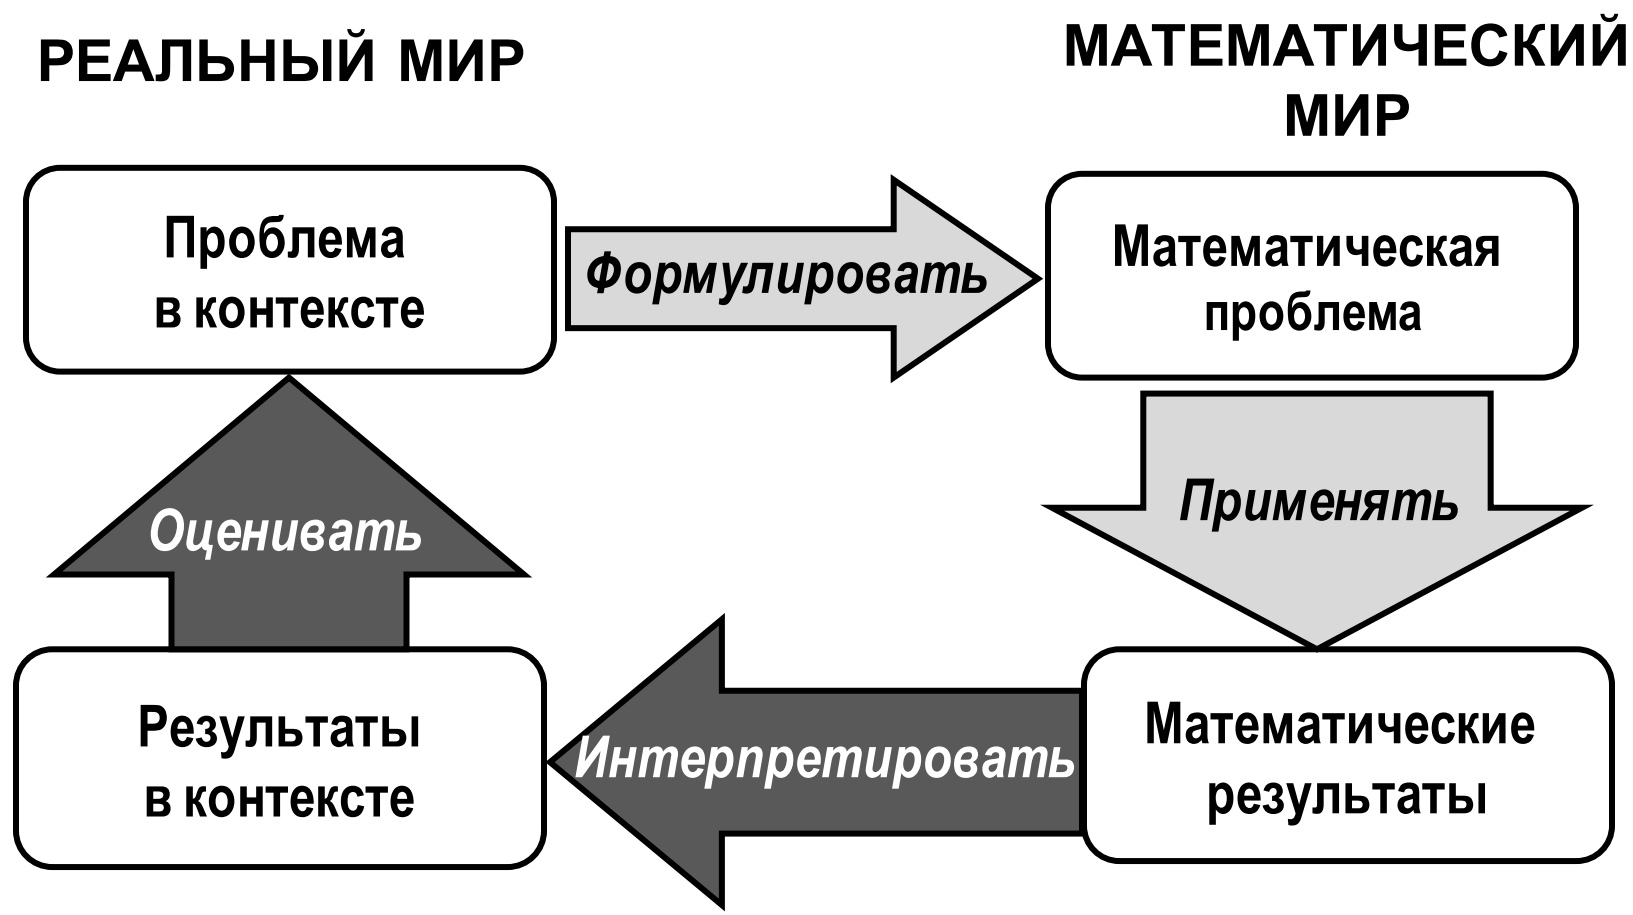 РЕАЛЬНЫЙ МИР
МАТЕМАТИЧЕСКИЙ
МИР
Проблема
в контексте
Формулировать
Математическая
проблема
Применять
Оценивать
Результаты
в контексте
Интерпретировать
Математические
результаты